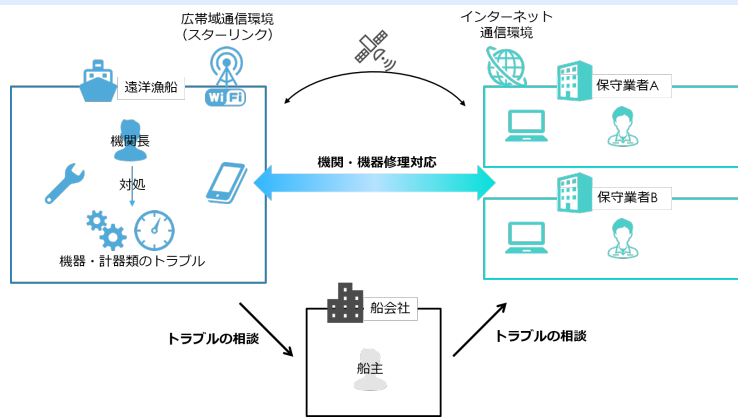 広帯域通信環境
（スターリンク）
インターネット
通信環境
遠洋漁船
WiFi
保守業者A
機関長
機関・機器修理対応
対処
保守業者B
機器・計器類のトラブル
船会社
トラブルの相談
トラブルの相談
船主